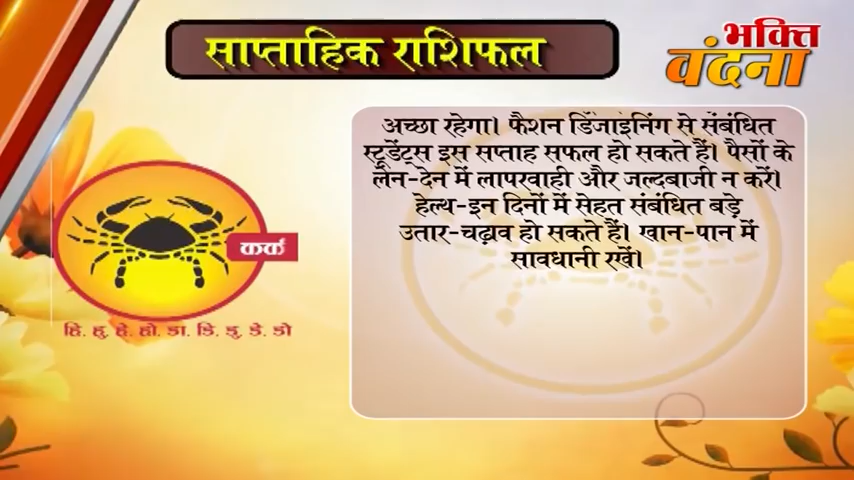 साप्ताहिक राशिफल
भक्ति
वंदना
अच्छा रहेगा। फैशन डिजाइनिंग से संबंधित
स्टूडेंट्स इस सप्ताह सफल हो सकते हैं। पैसों के
लेन-देन में लापरवाही और जल्दबाजी न करें।
हेल्थ-इन दिनों में सेहत संबंधित बड़े
उतार-चढ़ाव हो सकते हैं। खान-पान में
सावधानी रखें।
कर्क
हि. हु. हे. हो. डा. डि. डु. डे. डो